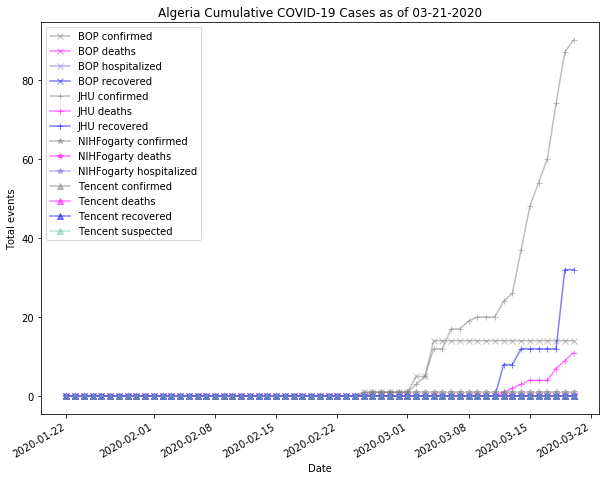 Algeria Cumulative COVID-19 Cases as of 03-21-2020
BOP confirmed
BOP deaths
BOP hospitalized
BOP recovered
JHU confirmed
JHU deaths
JHU recovered
NIHFogarty confirmed
NIHFogarty deaths
NIHFogarty hospitalized
Tencent confirmed
Tencent deaths
Tencent recovered
Tencent suspected
80
60
40
20
0
Total events
2020-01-22
2020-02-01
2020-02-08
2020-02-15
2020-02-22
2020-03-01
2020-03-08
2020-03-15
2020-03-22
Date